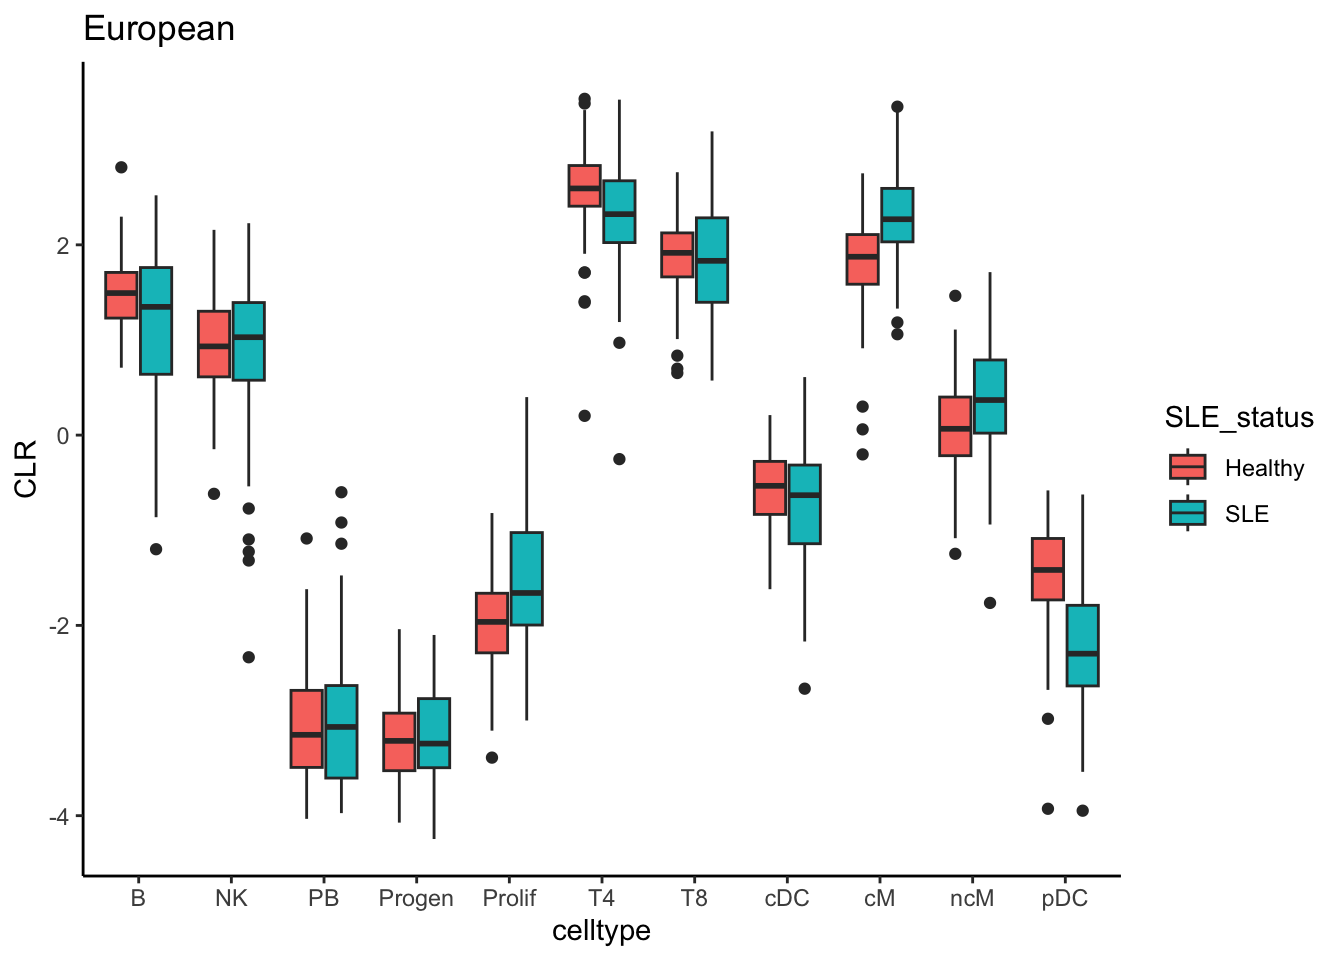 European
CLR
2
0
-2
-4
B NK PB Progen Prolif T4 T8 cDC cM ncM pDC
celltype
SLE_status
Healthy
SLE